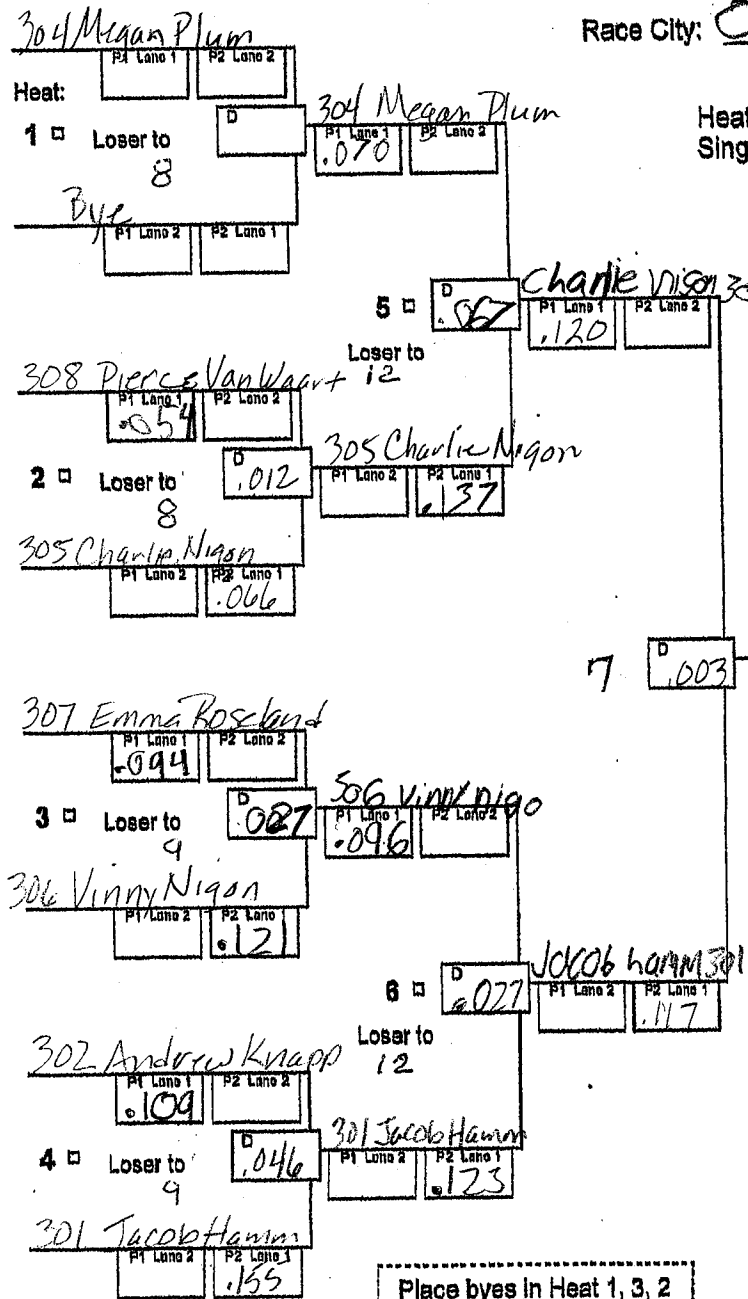 304 Megan Plum
Race City:
P1 Lane 1 P2 Lane 2
Heat:
D
304 Megan Plum
1 Loser to
8
P1 Lane 1 P2 Lane 2
.070
Heat
Sing
Bye
P1 Lane 2 P2 Lane 1
5
D
.067
Charlie Nigon 30
P1 Lane 1 P2 Lane 2
.120
Loser to
12
308 Pierce VanWaart
P1 Lane 1 P2 Lane 2
.054
305 Charlie Nigon
2 Loser to
8
D
.012
P1 Lane 2 P2 Lane 1
.137
305 Charlie Nigon
P1 Lane 2 P2 Lane 1
.066
7
D
.003
307 Emma Roseland
P1 Lane 1 P2 Lane 2
.094
306 Vinny Nigo
3 Loser to
9
D
.027
P1 Lane 1 P2 Lane 2
.096
306 Vinny Nigon
P1 Lane 2 P2 Lane
.121
6
D
.027
Jacob hamm 301
P1 Lane 2 P2 Lane 1
.117
Loser to
12
302 Andrew Knapp
P1 Lane 1 P2 Lane 2
.109
301 Jacob Hamm
4 Loser to
9
D
.046
P1 Lane 2 P2 Lane 1
.123
301 Jacob Hamm
P1 Lane 2 P2 Lane 1
.155
Place byes in Heat 1, 3, 2